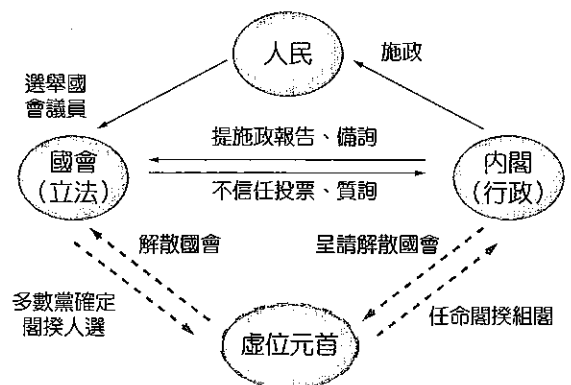 人民
施政
選舉國
會議員
提施政報告、備詢
國會
(立法)
內閣
(行政)
不信任投票、質詢
解散國會
呈請解散國會
多數黨確定
閣揆人選
虛位元首
任命閣揆組閣